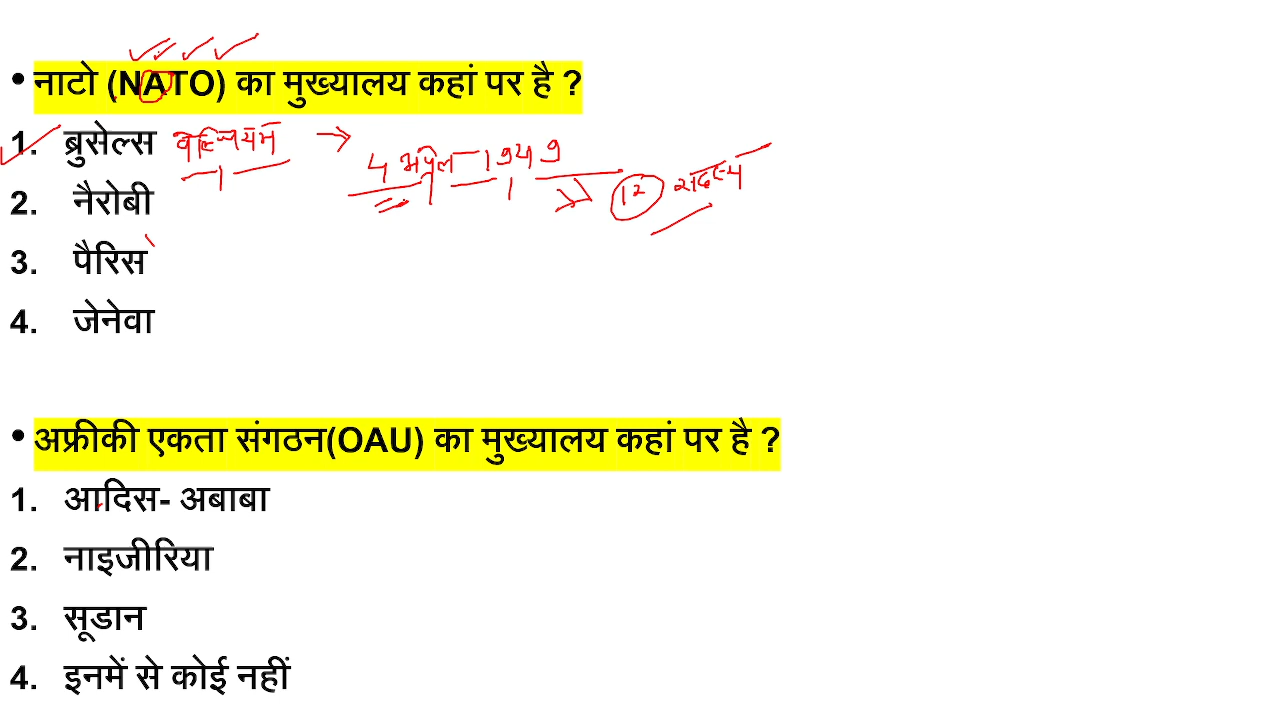 • नाटो (NATO) का मुख्यालय कहां पर है ?
1. ब्रुसेल्स वेल्जियम → 4 अप्रैल - 1949 >> 12 सदस्य
2. नैरोबी
3. पैरिस
4. जेनेवा
• अफ्रीकी एकता संगठन(OAU) का मुख्यालय कहां पर है ?
1. आदिस- अबाबा
2. नाइजीरिया
3. सूडान
4. इनमें से कोई नहीं